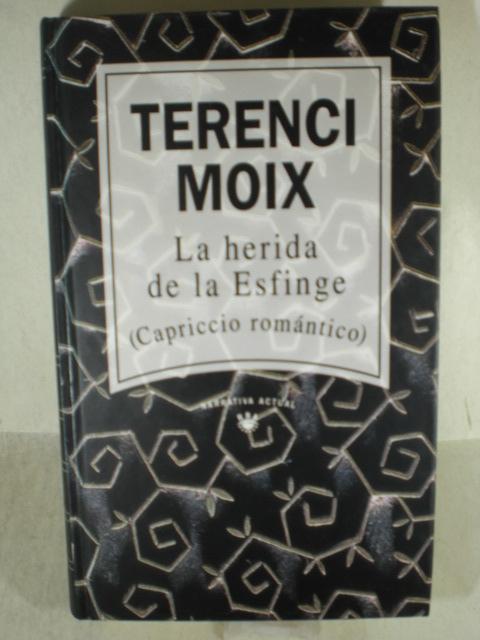 TERENCI
MOIX
La herida
de la Esfinge
(Capriccio romántico)
NARRATIVA ACTUAL